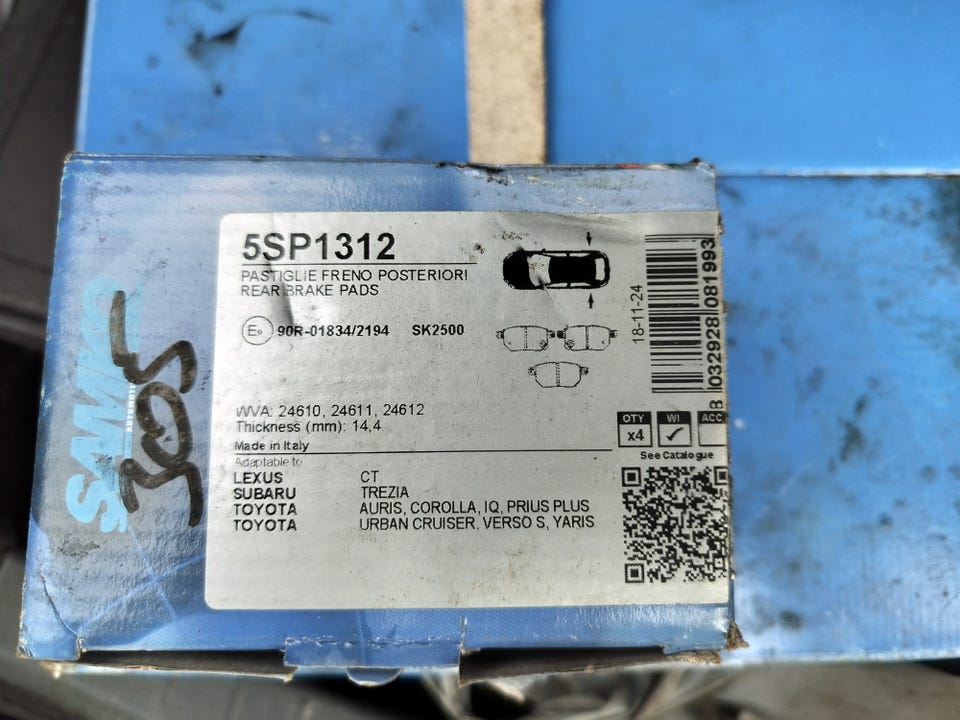 5SP1312
PASTIGLIE FRENO POSTERIORI
REAR BRAKE PADS
E9 90R-01834/2194 SK2500
WVA: 24610, 24611, 24612
Thickness (mm): 14,4
Made in Italy
Adaptable to
LEXUS CT
SUBARU TREZIA
TOYOTA AURIS, COROLLA, IQ, PRIUS PLUS
TOYOTA URBAN CRUISER, VERSO S, YARIS
18-11-24
8 032928 081993
QTY WI ACC
x4
See Catalogue